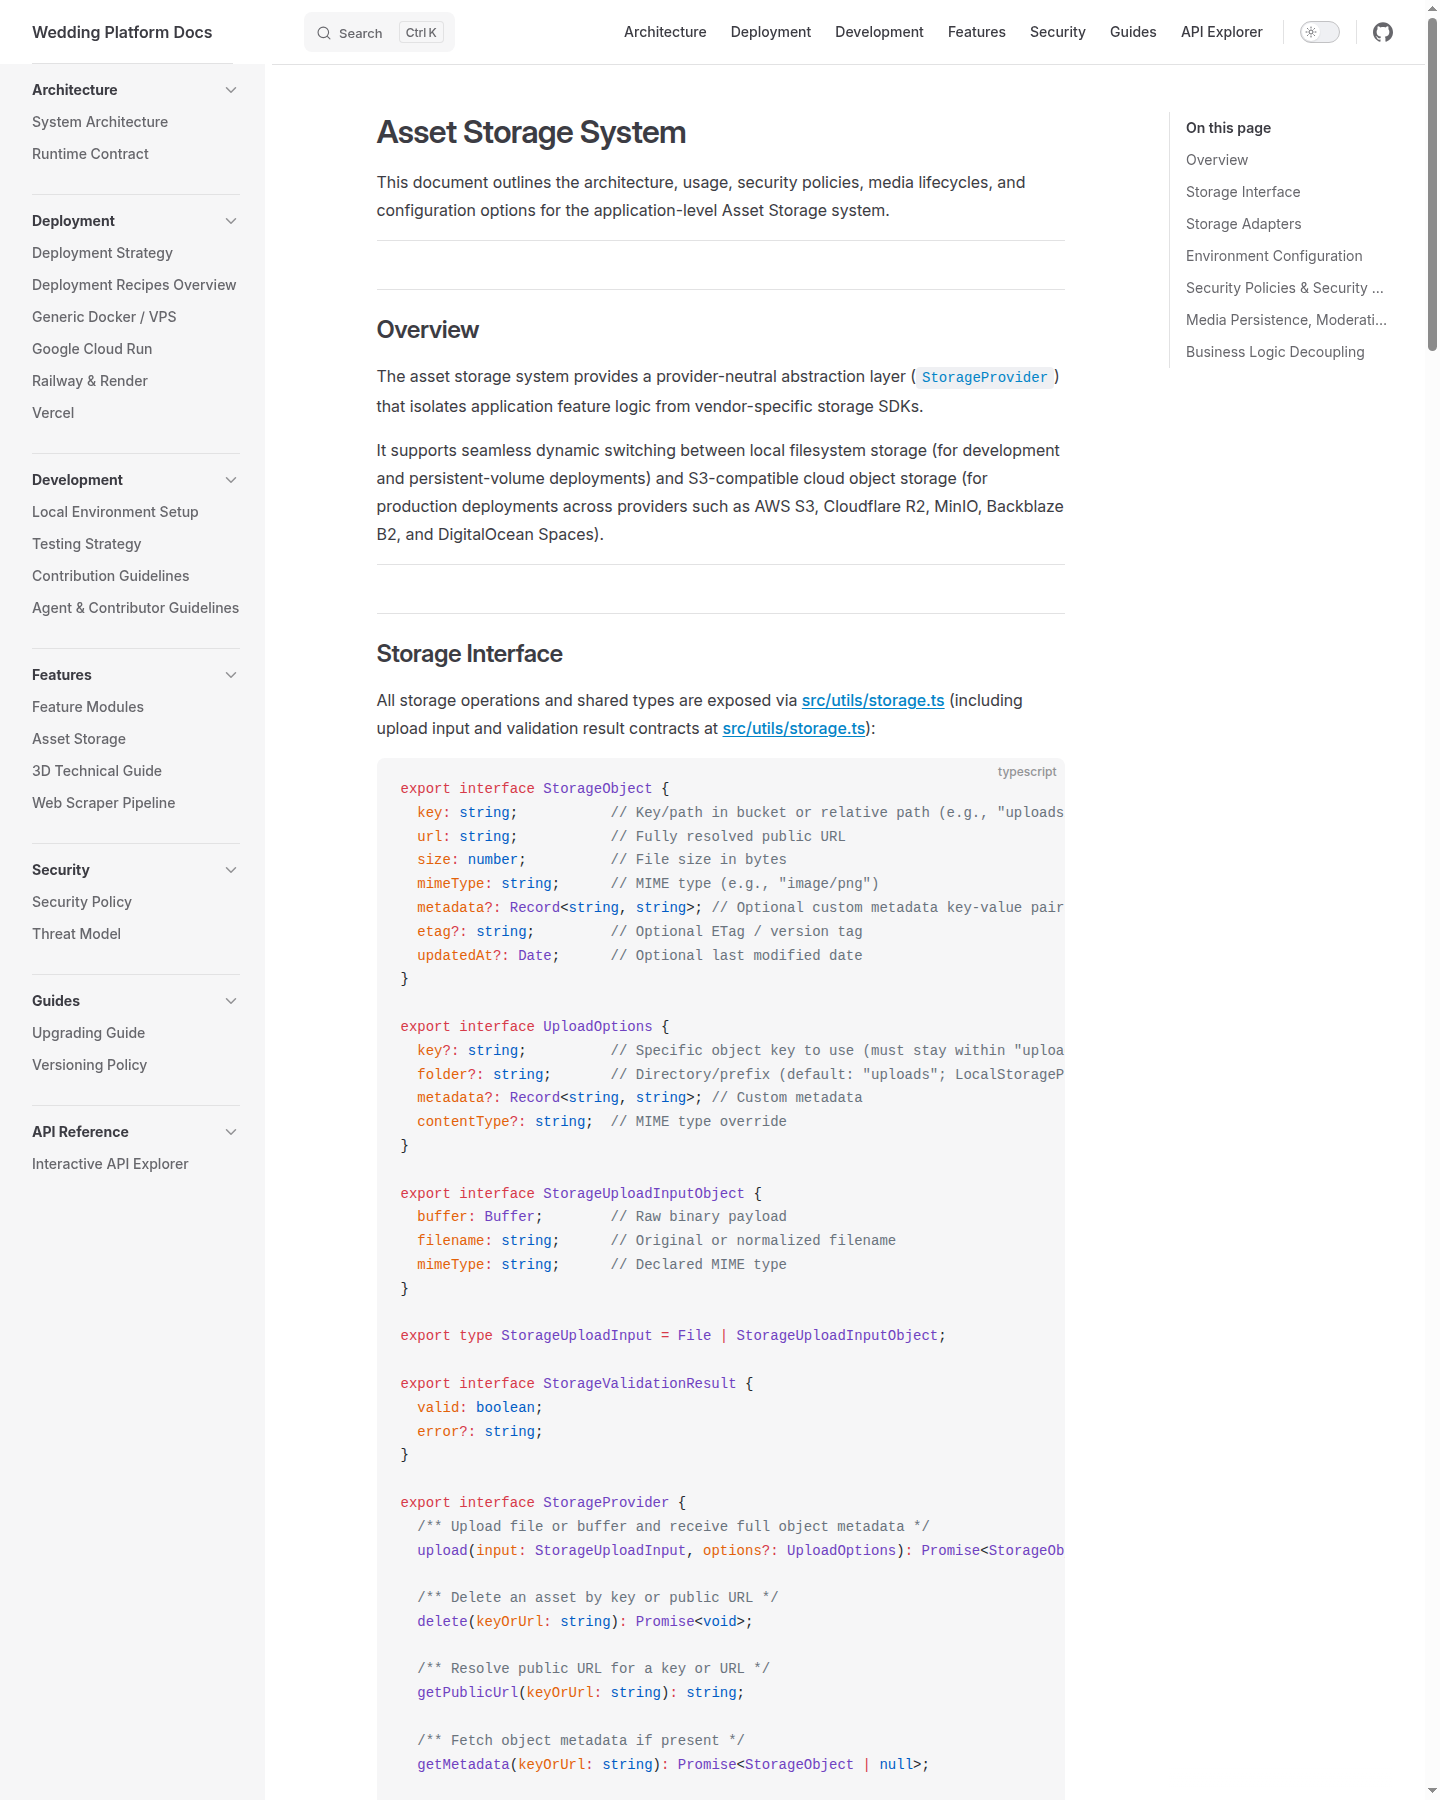 Wedding Platform Docs
Search Ctrl K
Architecture Deployment Development Features Security Guides API Explorer
Architecture
System Architecture
Runtime Contract
Deployment
Deployment Strategy
Deployment Recipes Overview
Generic Docker / VPS
Google Cloud Run
Railway & Render
Vercel
Development
Local Environment Setup
Testing Strategy
Contribution Guidelines
Agent & Contributor Guidelines
Features
Feature Modules
Asset Storage
3D Technical Guide
Web Scraper Pipeline
Security
Security Policy
Threat Model
Guides
Upgrading Guide
Versioning Policy
API Reference
Interactive API Explorer
Asset Storage System
This document outlines the architecture, usage, security policies, media lifecycles, and
configuration options for the application-level Asset Storage system.
Overview
The asset storage system provides a provider-neutral abstraction layer ( StorageProvider )
that isolates application feature logic from vendor-specific storage SDKs.
It supports seamless dynamic switching between local filesystem storage (for development
and persistent-volume deployments) and S3-compatible cloud object storage (for
production deployments across providers such as AWS S3, Cloudflare R2, MinIO, Backblaze
B2, and DigitalOcean Spaces).
Storage Interface
All storage operations and shared types are exposed via src/utils/storage.ts (including
upload input and validation result contracts at src/utils/storage.ts):
typescript
export interface StorageObject {
  key: string;           // Key/path in bucket or relative path (e.g., "uploads
  url: string;           // Fully resolved public URL
  size: number;          // File size in bytes
  mimeType: string;      // MIME type (e.g., "image/png")
  metadata?: Record<string, string>; // Optional custom metadata key-value pair
  etag?: string;         // Optional ETag / version tag
  updatedAt?: Date;      // Optional last modified date
}
export interface UploadOptions {
  key?: string;          // Specific object key to use (must stay within "uploa
  folder?: string;       // Directory/prefix (default: "uploads"; LocalStorageP
  metadata?: Record<string, string>; // Custom metadata
  contentType?: string;  // MIME type override
}
export interface StorageUploadInputObject {
  buffer: Buffer;        // Raw binary payload
  filename: string;      // Original or normalized filename
  mimeType: string;      // Declared MIME type
}
export type StorageUploadInput = File | StorageUploadInputObject;
export interface StorageValidationResult {
  valid: boolean;
  error?: string;
}
export interface StorageProvider {
  /** Upload file or buffer and receive full object metadata */
  upload(input: StorageUploadInput, options?: UploadOptions): Promise<StorageOb
  /** Delete an asset by key or public URL */
  delete(keyOrUrl: string): Promise<void>;
  /** Resolve public URL for a key or URL */
  getPublicUrl(keyOrUrl: string): string;
  /** Fetch object metadata if present */
  getMetadata(keyOrUrl: string): Promise<StorageObject | null>;
On this page
Overview
Storage Interface
Storage Adapters
Environment Configuration
Security Policies & Security ...
Media Persistence, Moderati...
Business Logic Decoupling